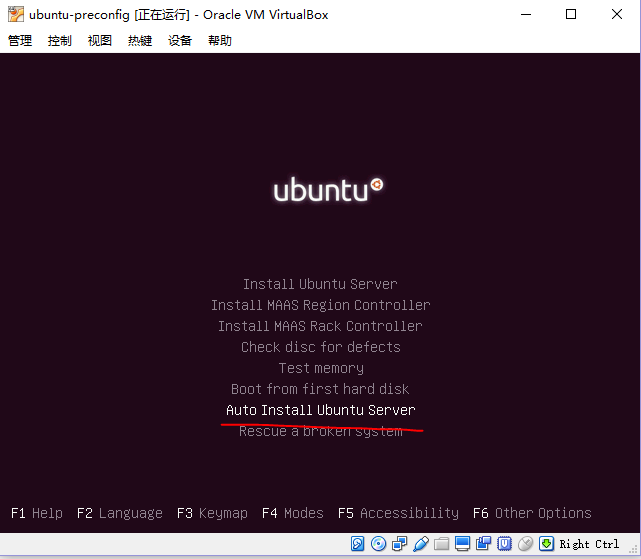 ubuntu-preconfig [正在运行] - Oracle VM VirtualBox
管理 控制 视图 热键 设备 帮助
ubuntu
Install Ubuntu Server
Install MAAS Region Controller
Install MAAS Rack Controller
Check disc for defects
Test memory
Boot from first hard disk
Auto Install Ubuntu Server
Rescue a broken system
F1 Help F2 Language F3 Keymap F4 Modes F5 Accessibility F6 Other Options
Right Ctrl